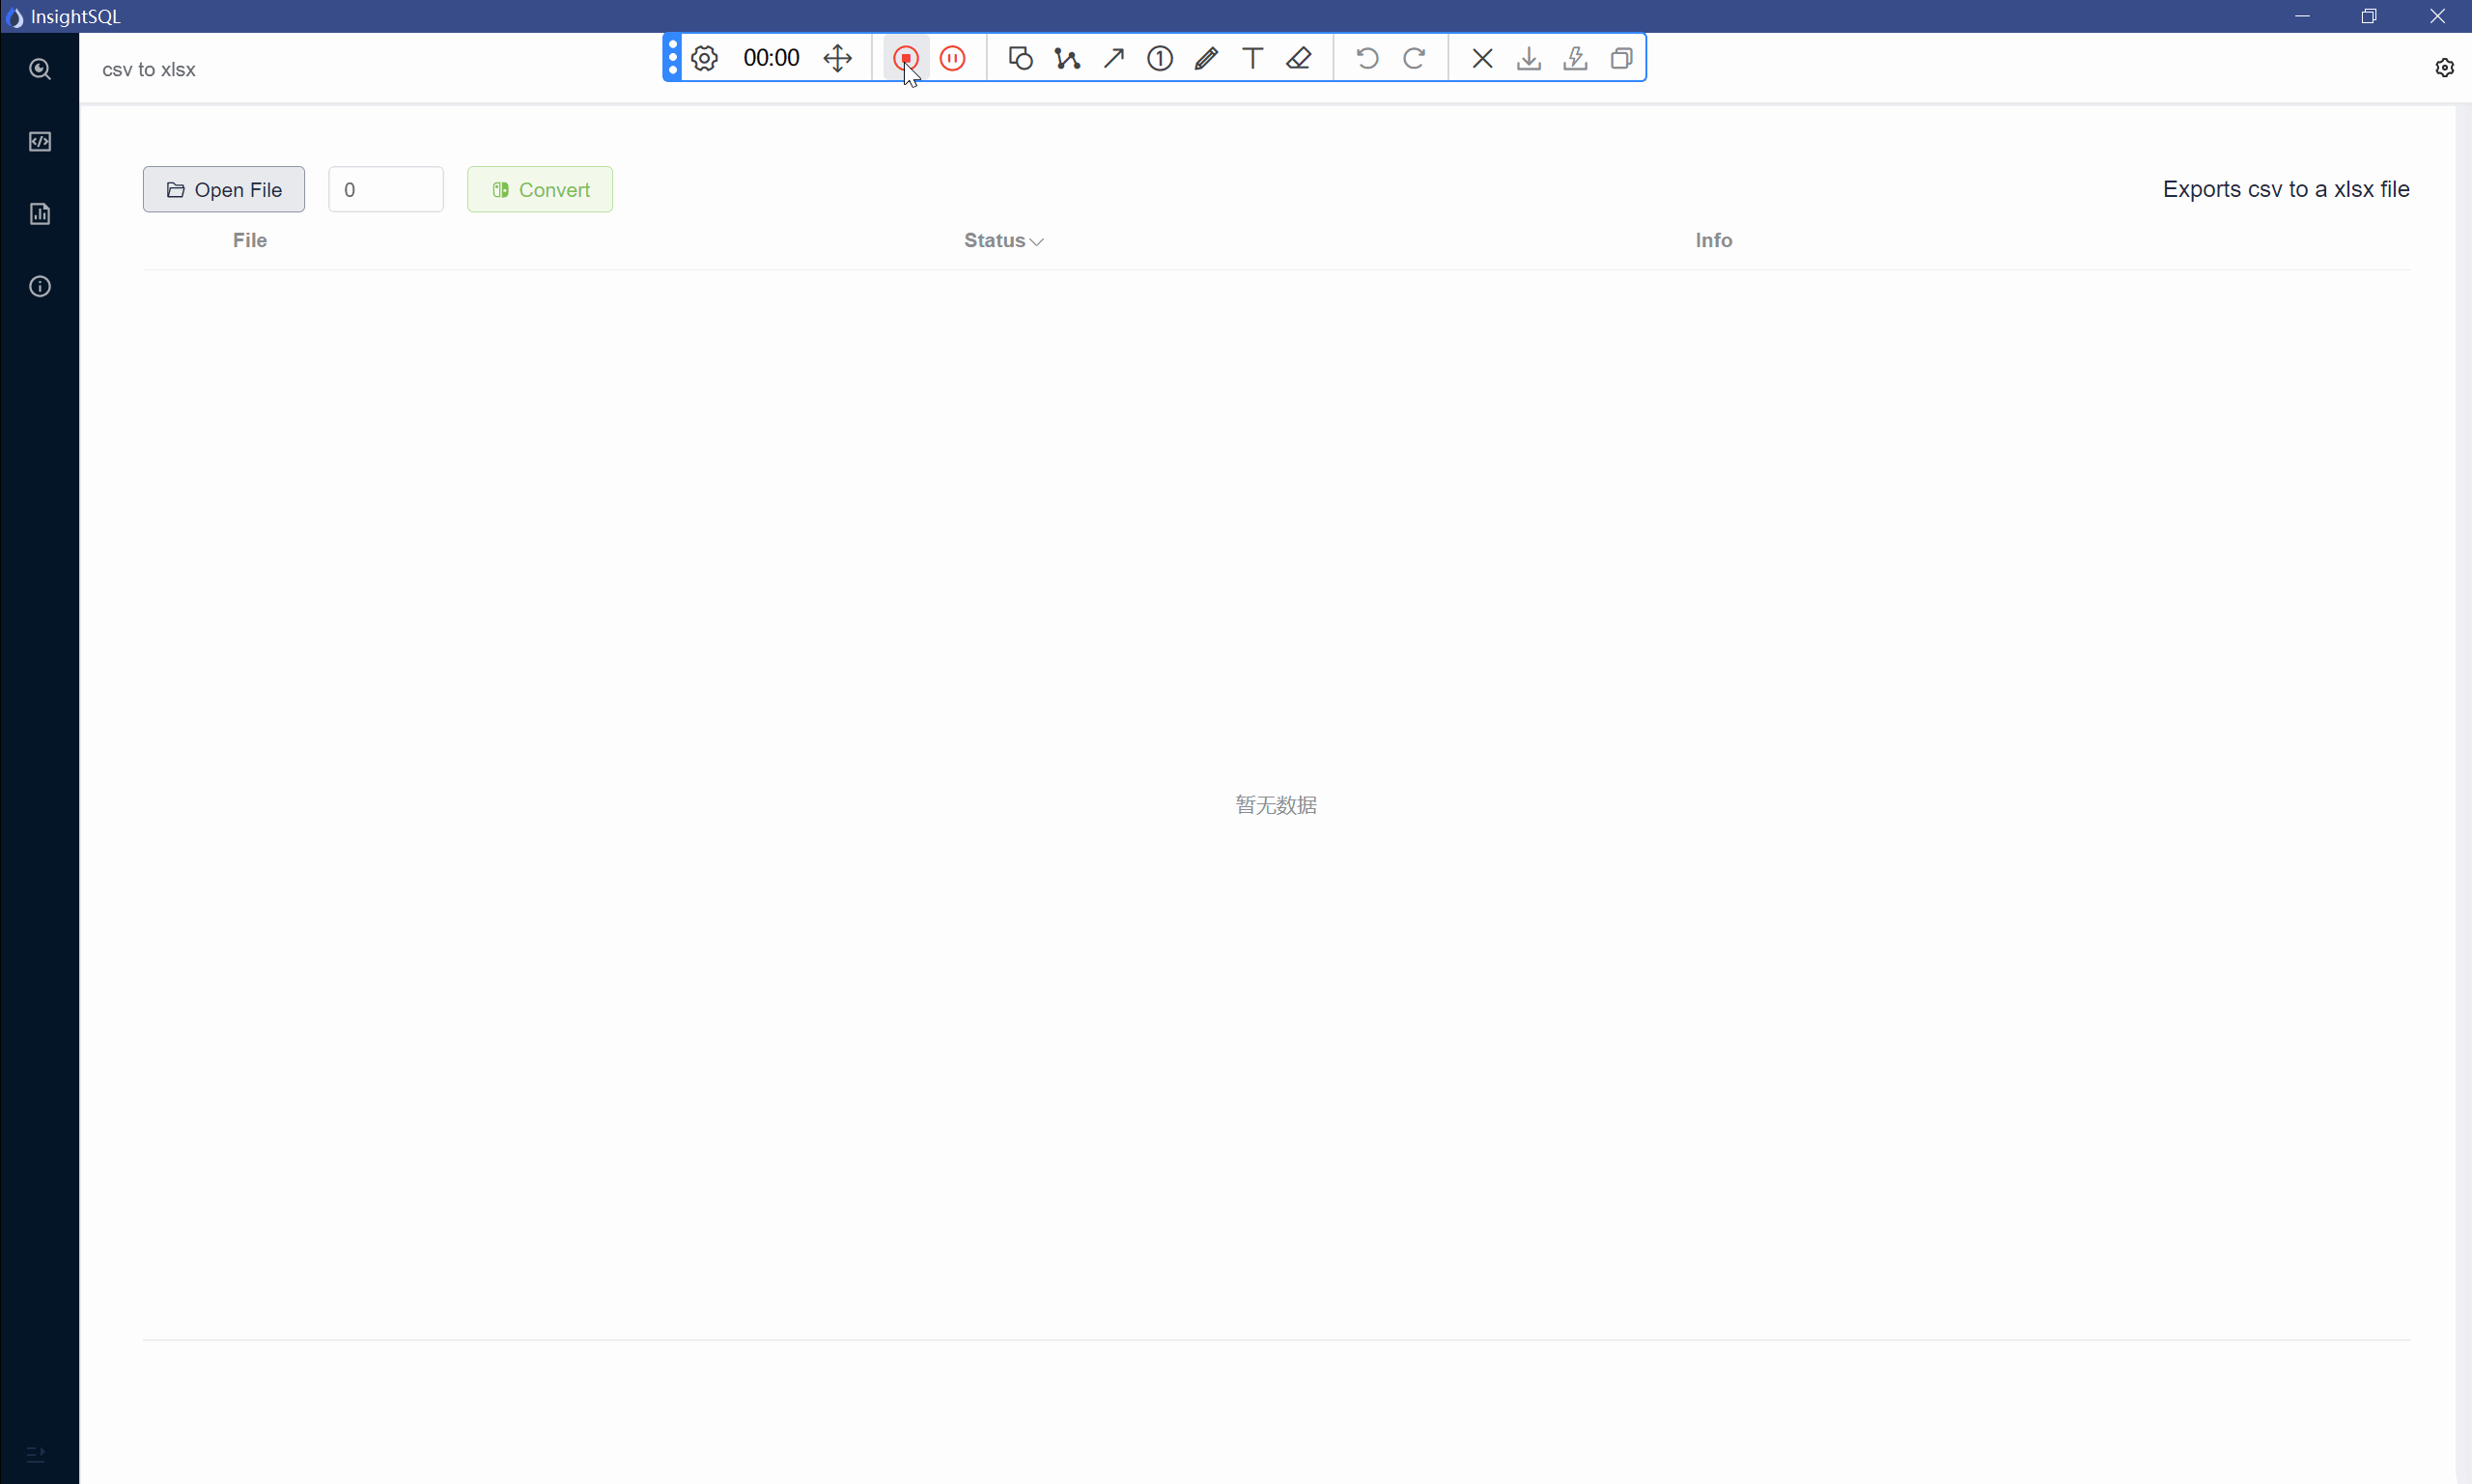 InsightSQL
csv to xlsx
00:00
1
T
Open File
0
Convert
Exports csv to a xlsx file
File
Status
Info
暂无数据